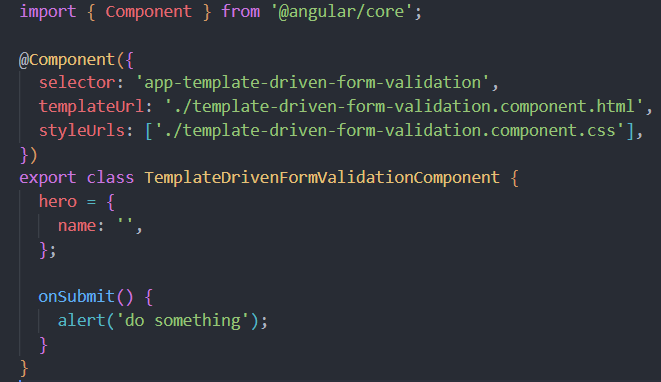 import { Component } from '@angular/core';
@Component({
selector: 'app-template-driven-form-validation',
templateUrl: './template-driven-form-validation.component.html',
styleUrls: ['./template-driven-form-validation.component.css'],
})
export class TemplateDrivenFormValidationComponent {
hero = {
name: '',
};
onSubmit() {
alert('do something');
}
}